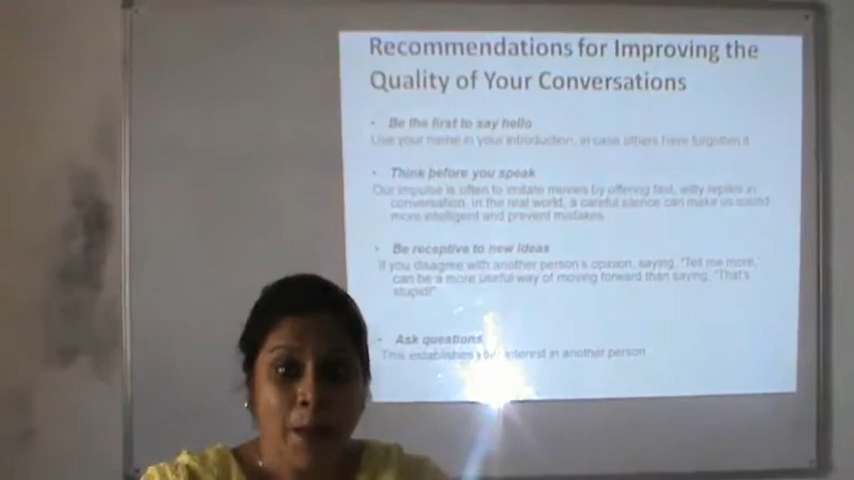 Recommendations for Improving the
Quality of Your Conversations
• Be the first to say hello
Use your name in your introduction, in case others have forgotten it
• Think before you speak
Our impulse is often to imitate movies by offering fast, witty replies in
conversation. In the real world, a careful silence can make us sound
more intelligent and prevent mistakes
• Be receptive to new ideas
If you disagree with another person's opinion, saying, "Tell me more,"
can be a more useful way of moving forward than saying, "That's
stupid!"
• Ask questions
This establishes your interest in another person